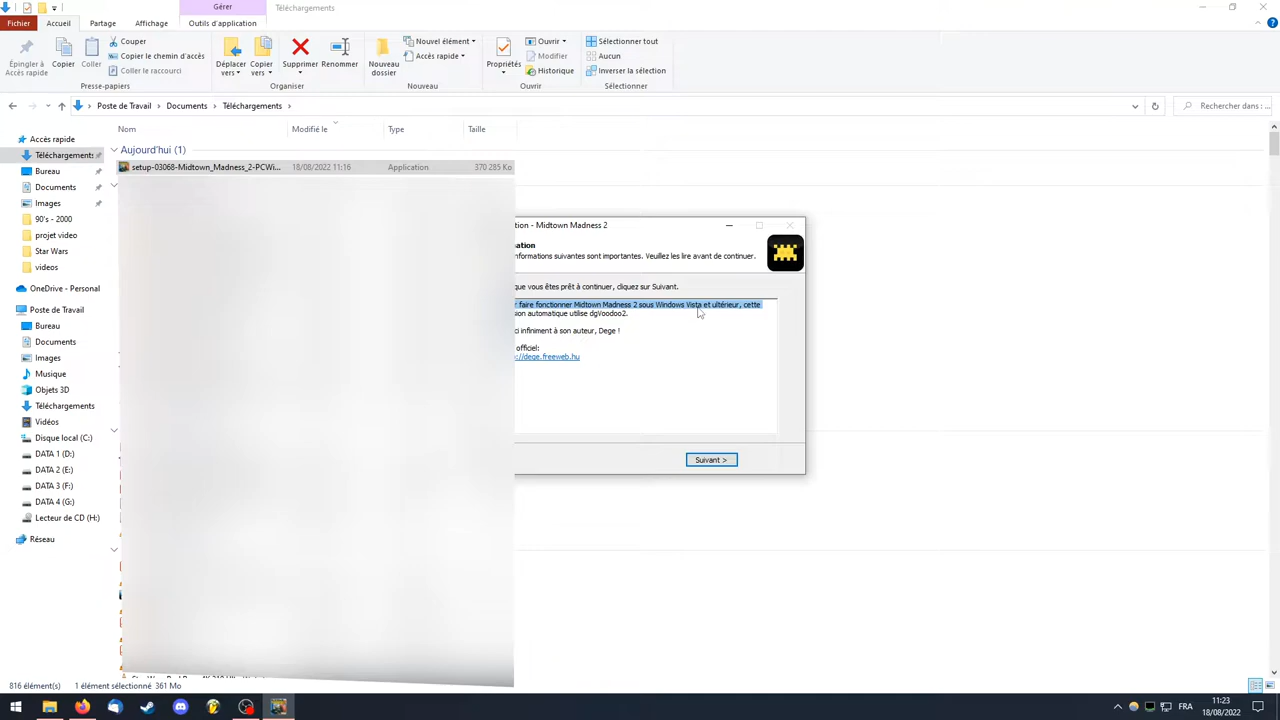 Gérer
Téléchargements
Fichier
Accueil
Partage
Affichage
Outils d'application
Épingler à
Accès rapide
Copier
Coller
Couper
Copier le chemin d'accès
Coller le raccourci
Presse-papiers
Déplacer
vers
Copier
vers
Supprimer
Renommer
Organiser
Nouveau
dossier
Nouvel élément
Accès rapide
Nouveau
Propriétés
Ouvrir
Modifier
Historique
Ouvrir
Sélectionner tout
Aucun
Inverser la sélection
Sélectionner
Poste de Travail > Documents > Téléchargements >
Rechercher dans : ...
Nom
Modifié le
Type
Taille
Aujourd'hui (1)
setup-03068-Midtown_Madness_2-PCWi...
18/08/2022 11:16
Application
370 285 Ko
Accès rapide
Téléchargements
Bureau
Documents
Images
90's - 2000
projet video
Star Wars
videos
OneDrive - Personal
Poste de Travail
Bureau
Documents
Images
Musique
Objets 3D
Téléchargements
Vidéos
Disque local (C:)
DATA 1 (D:)
DATA 2 (E:)
DATA 3 (F:)
DATA 4 (G:)
Lecteur de CD (H:)
Réseau
tion - Midtown Madness 2
ation
nformations suivantes sont importantes. Veuillez les lire avant de continuer.
que vous êtes prêt à continuer, cliquez sur Suivant.
r faire fonctionner Midtown Madness 2 sous Windows Vista et ultérieur, cette
sion automatique utilise dgVoodoo2.
ci infiniment à son auteur, Dege !
officiel:
://dege.freeweb.hu
Suivant >
816 élément(s)
1 élément sélectionné 361 Mo
FRA
11:23
18/08/2022